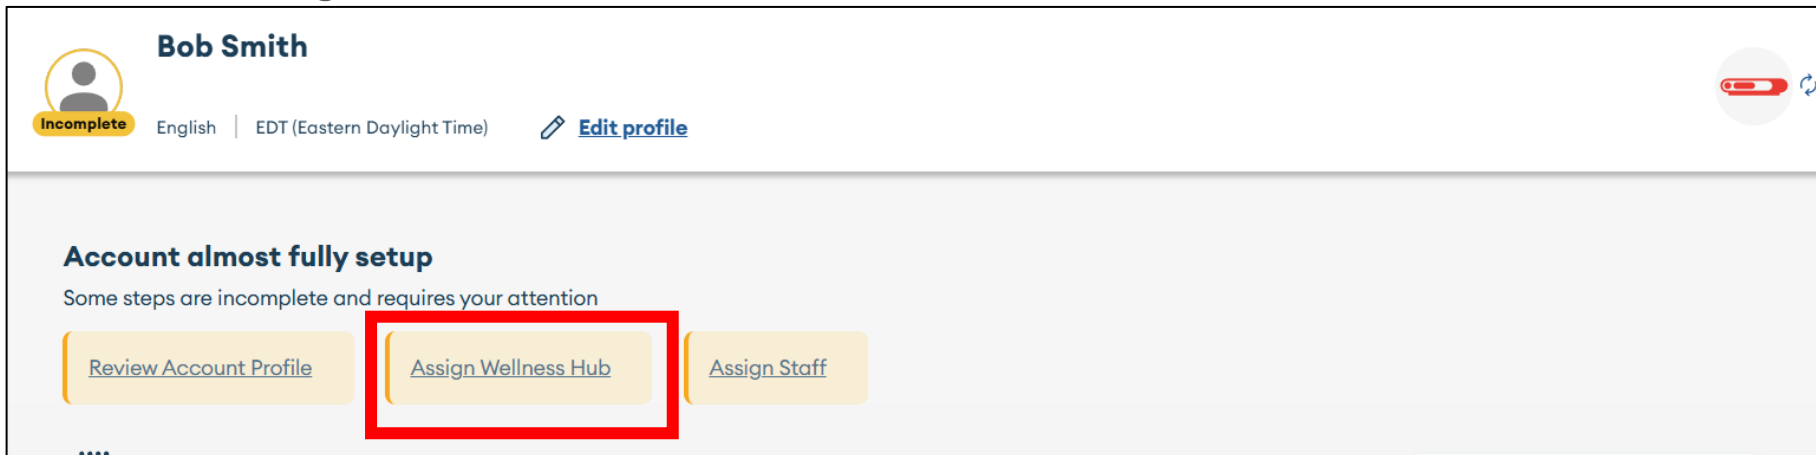 Bob Smith
Incomplete
English | EDT (Eastern Daylight Time) Edit profile
Account almost fully setup
Some steps are incomplete and requires your attention
Review Account Profile Assign Wellness Hub Assign Staff